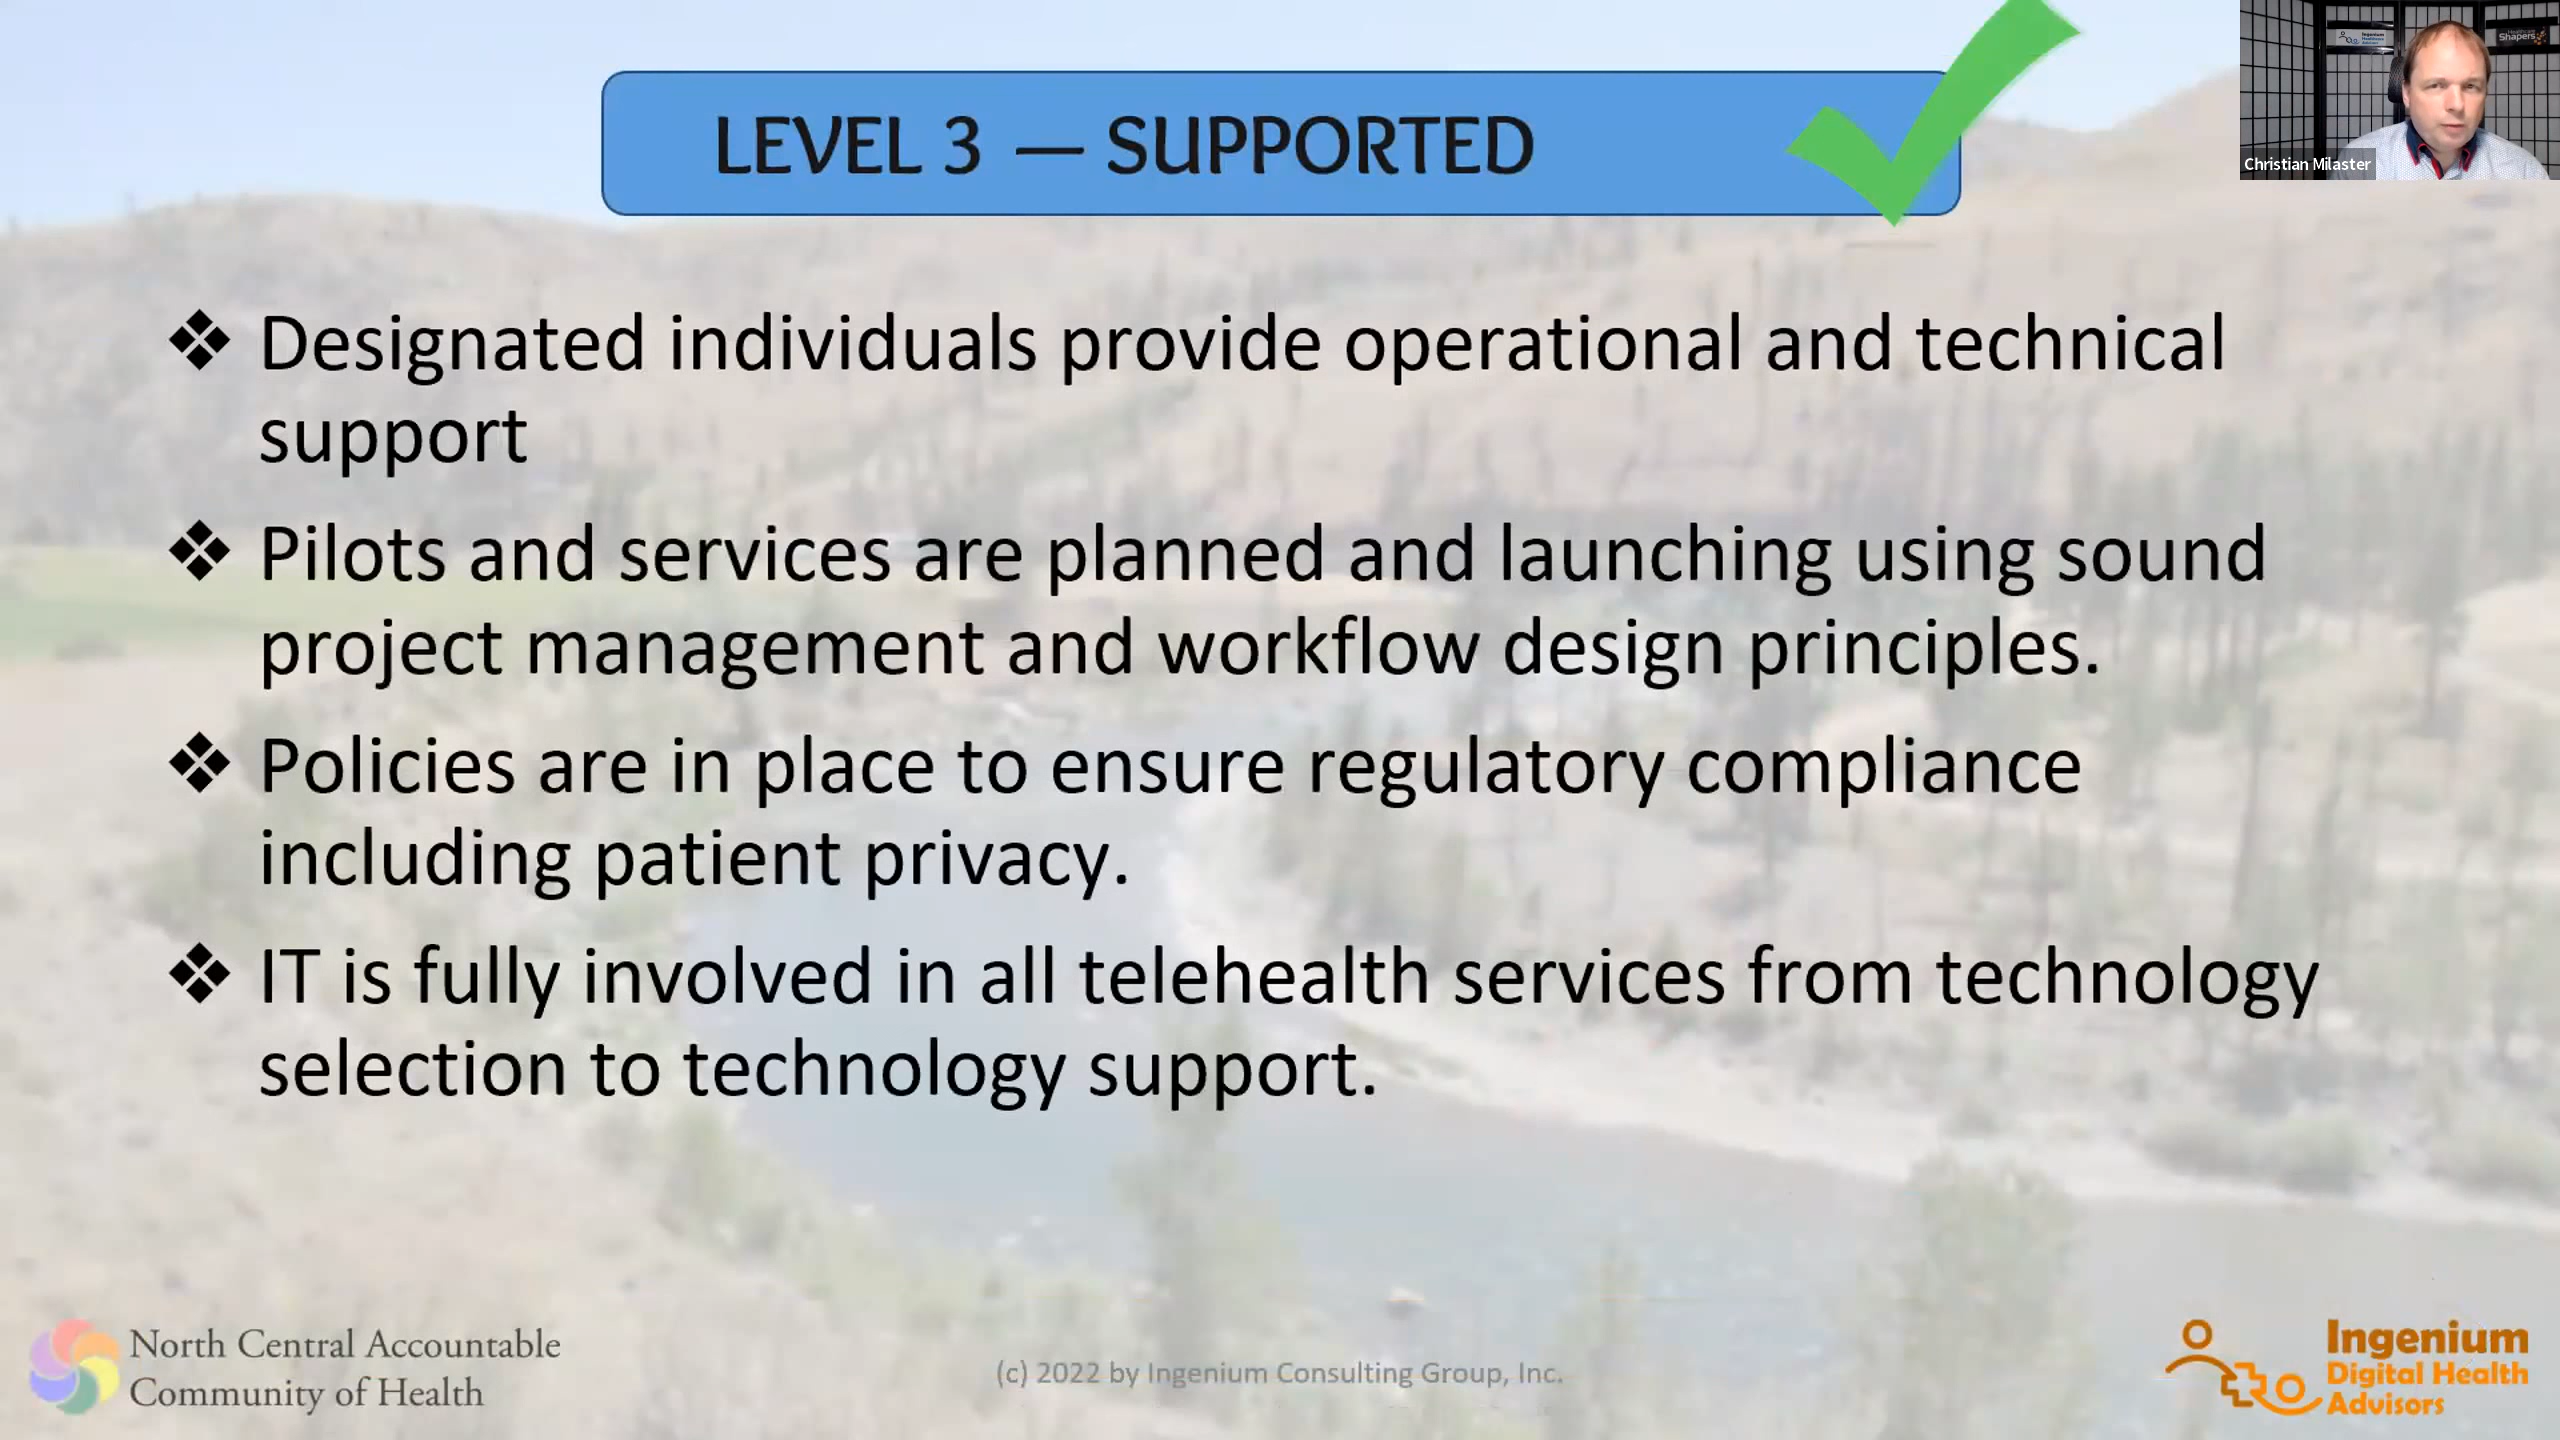 LEVEL 3 — SUPPORTED
Christian Milaster
Shapers
❖ Designated individuals provide operational and technical
support
❖ Pilots and services are planned and launching using sound
project management and workflow design principles.
❖ Policies are in place to ensure regulatory compliance
including patient privacy.
❖ IT is fully involved in all telehealth services from technology
selection to technology support.
North Central Accountable
Community of Health
(c) 2022 by Ingenium Consulting Group, Inc.
Ingenium
Digital Health
Advisors